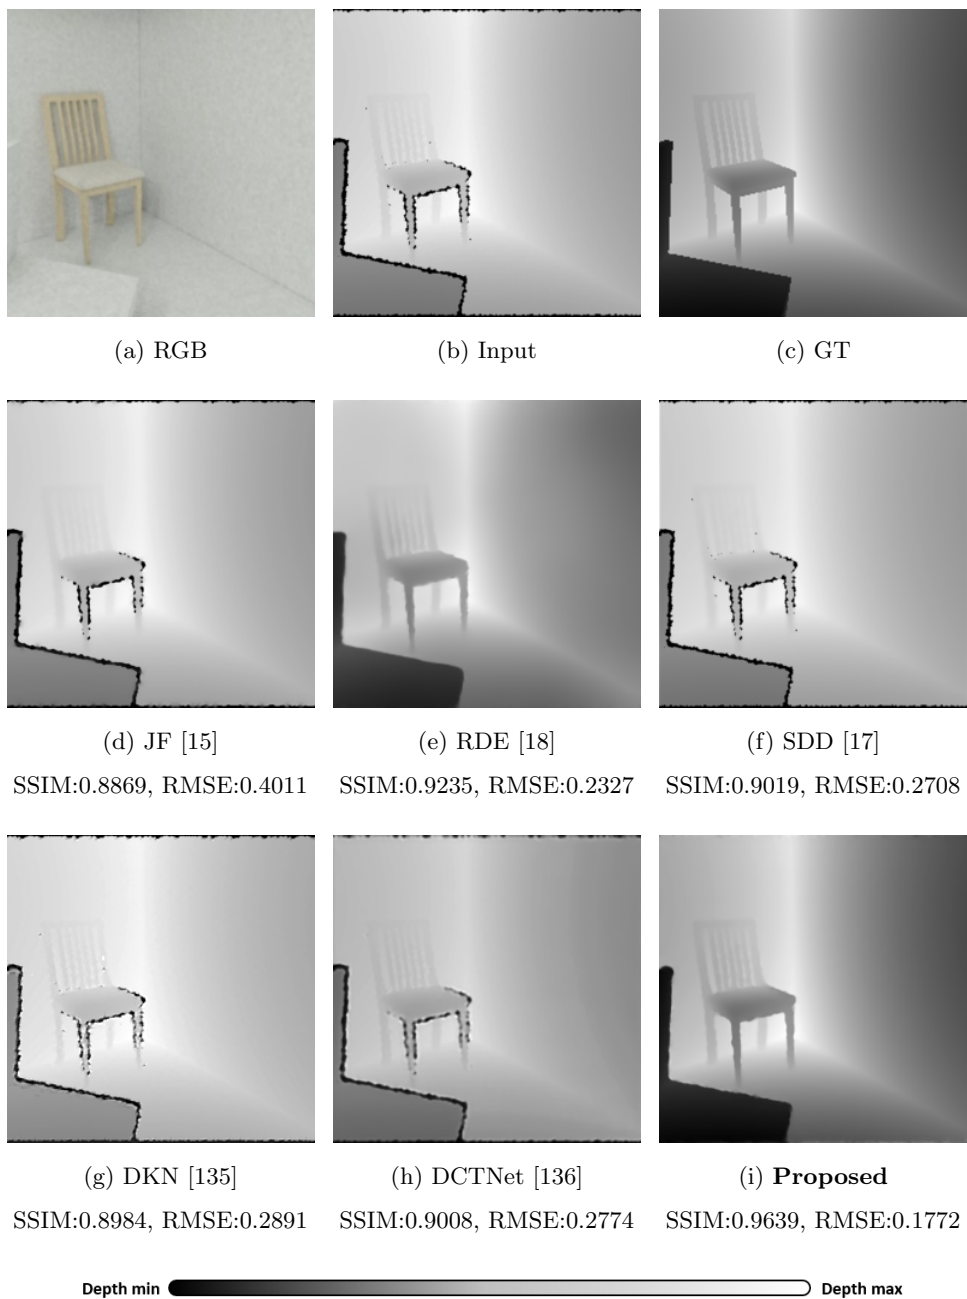 (a) RGB
(b) Input
(c) GT
(d) JF [15]
(e) RDE [18]
(f) SDD [17]
SSIM:0.8869, RMSE:0.4011
SSIM:0.9235, RMSE:0.2327
SSIM:0.9019, RMSE:0.2708
(g) DKN [135]
(h) DCTNet [136]
(i) Proposed
SSIM:0.8984, RMSE:0.2891
SSIM:0.9008, RMSE:0.2774
SSIM:0.9639, RMSE:0.1772
Depth min
Depth max